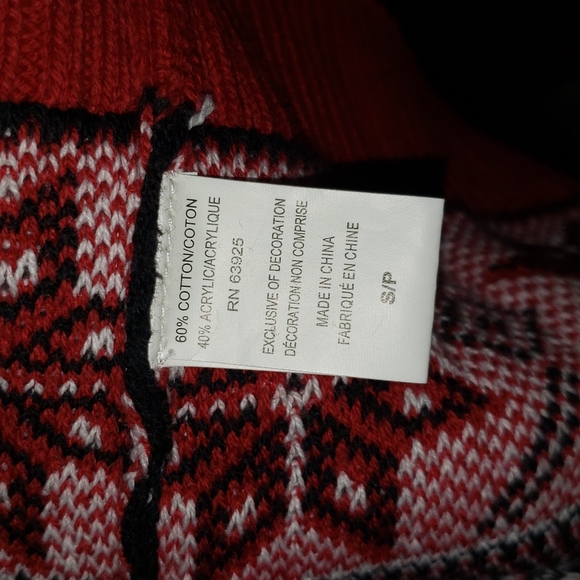 60% COTTON/COTON
40% ACRYLIC/ACRYLIQUE
RN 63925
EXCLUSIVE OF DECORATION
DÉCORATION NON COMPRISE
MADE IN CHINA
FABRIQUÉ EN CHINE
S/P